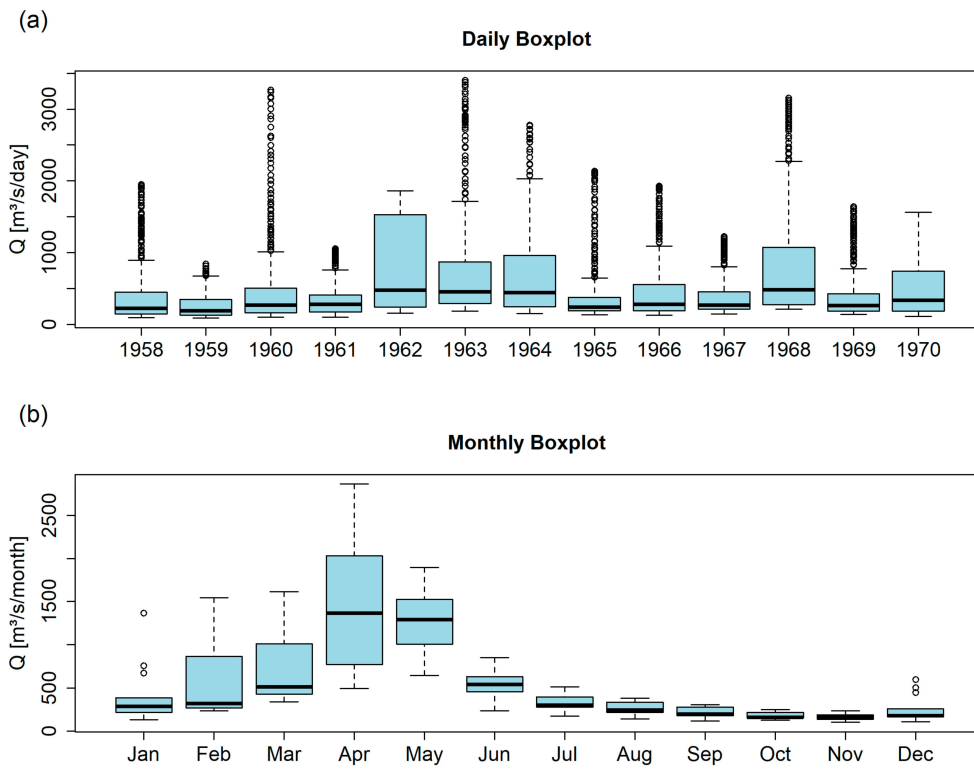 (a)
Daily Boxplot
Q [m³/s/day]
3000
2000
1000
0
1958 1959 1960 1961 1962 1963 1964 1965 1966 1967 1968 1969 1970
(b)
Monthly Boxplot
Q [m³/s/month]
2500
1500
500
0
Jan Feb Mar Apr May Jun Jul Aug Sep Oct Nov Dec